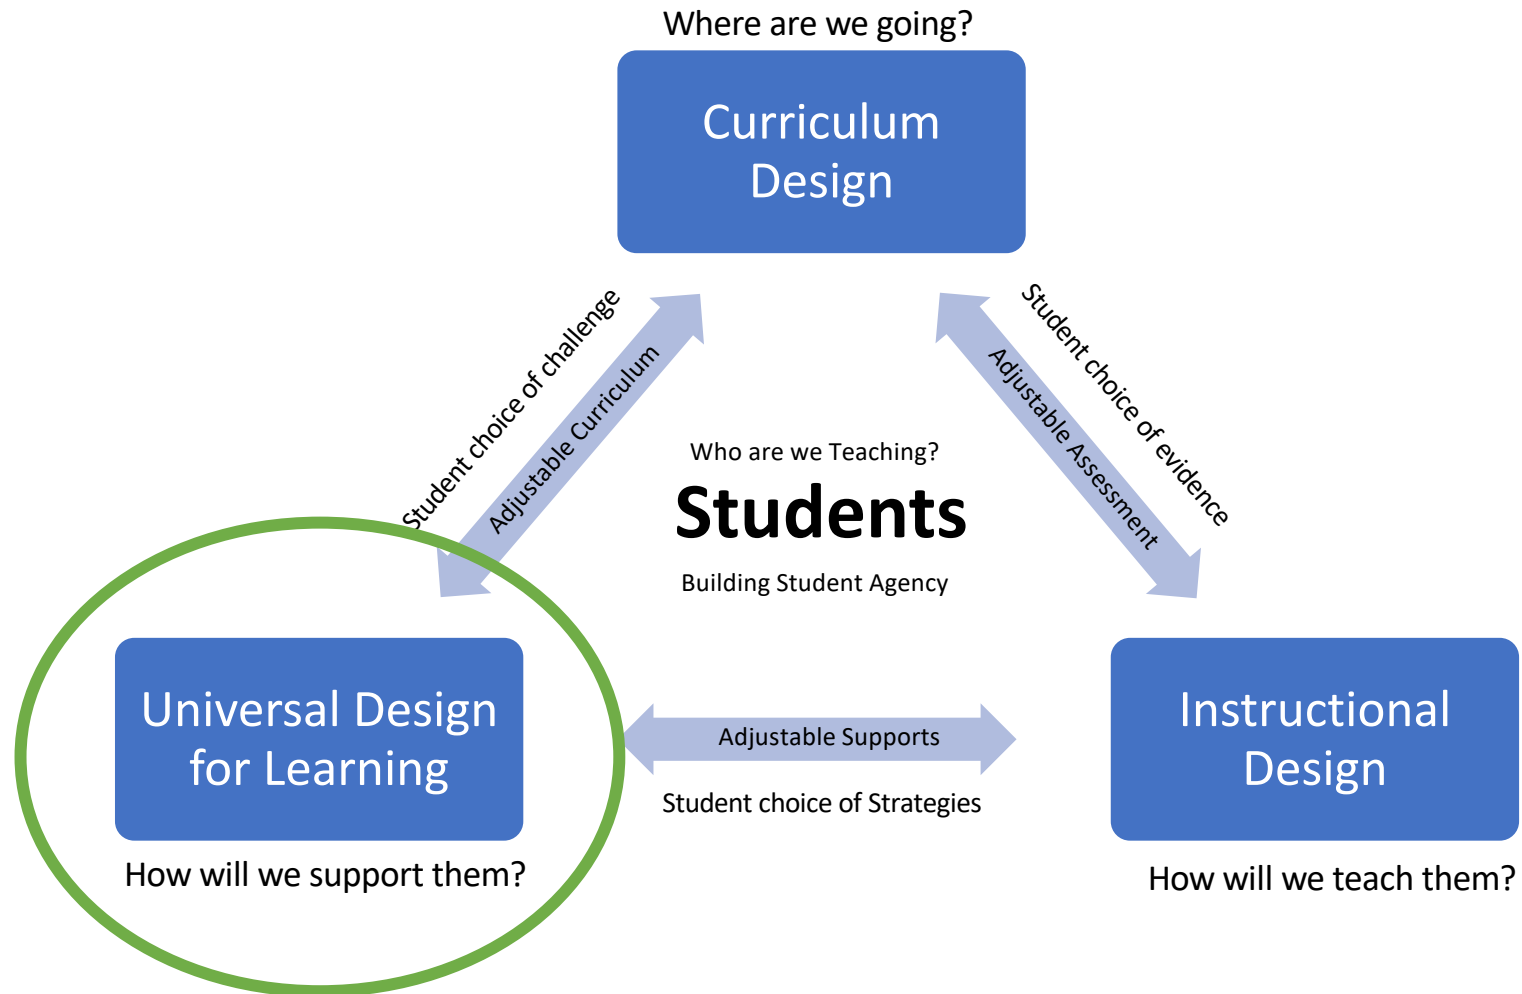 Where are we going?
Curriculum
Design
Student choice of challenge
Adjustable Curriculum
Adjustable Assessment
Student choice of evidence
Who are we Teaching?
Students
Building Student Agency
Universal Design
for Learning
How will we support them?
Adjustable Supports
Student choice of Strategies
Instructional
Design
How will we teach them?